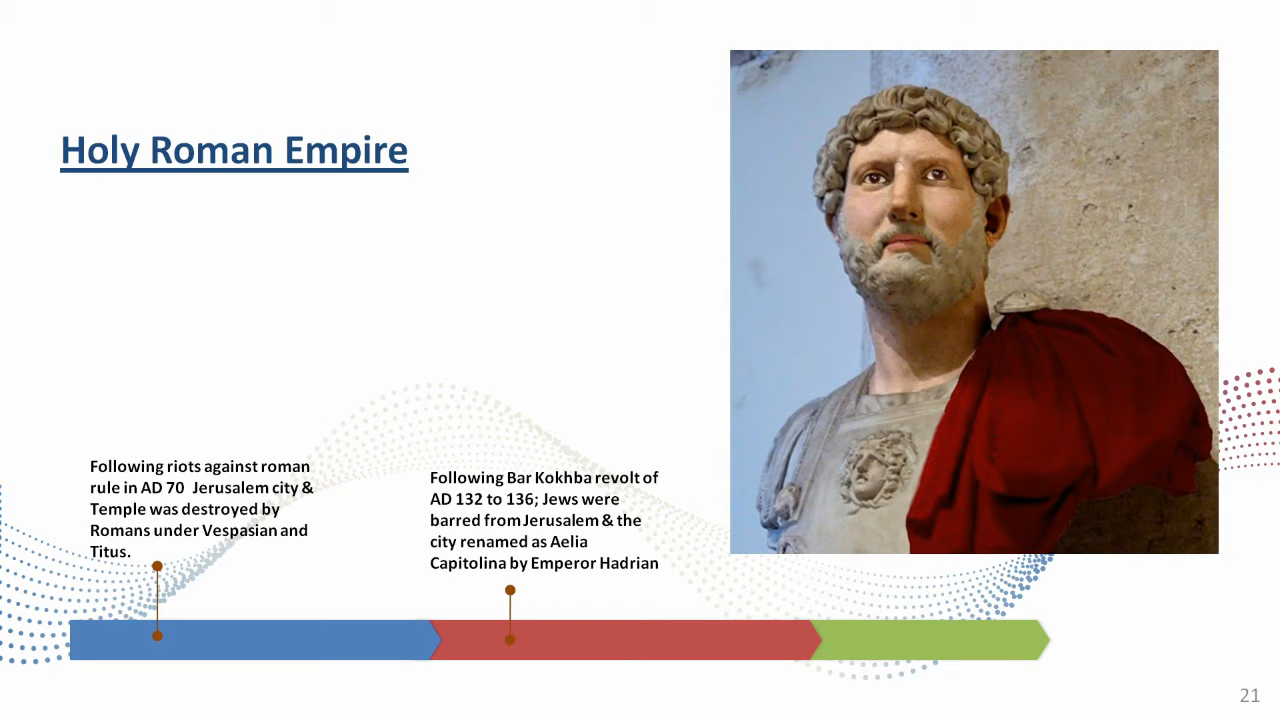 Holy Roman Empire
Following riots against roman
rule in AD 70 Jerusalem city &
Temple was destroyed by
Romans under Vespasian and
Titus.
Following Bar Kokhba revolt of
AD 132 to 136; Jews were
barred from Jerusalem & the
city renamed as Aelia
Capitolina by Emperor Hadrian
21